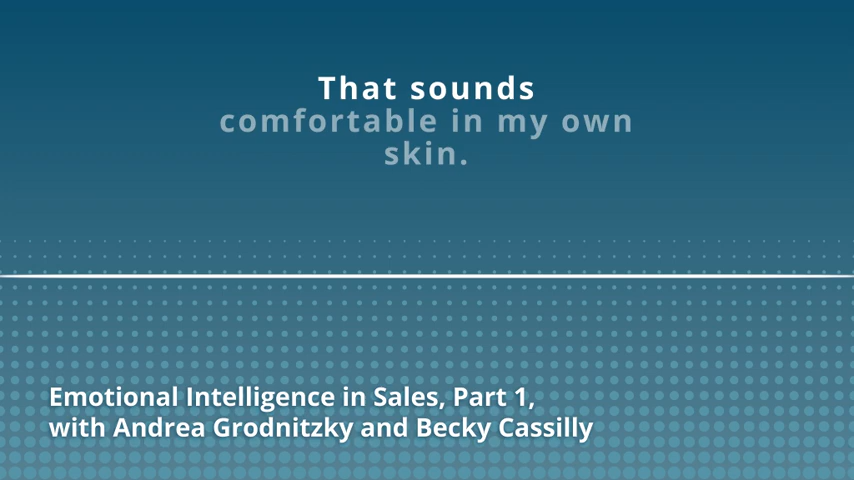 That sounds
comfortable in my own
skin.
Emotional Intelligence in Sales, Part 1,
with Andrea Grodnitzky and Becky Cassilly